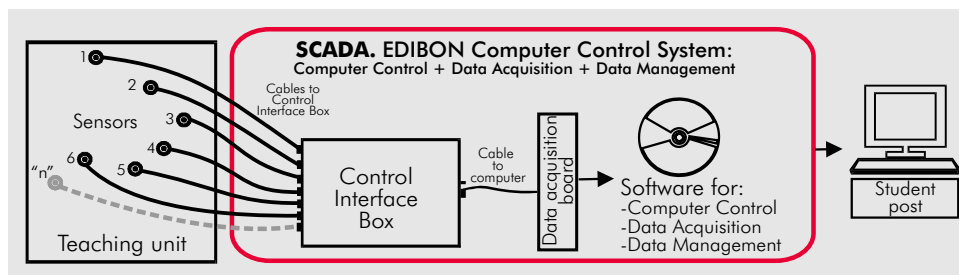 SCADA. EDIBON Computer Control System:
Computer Control + Data Acquisition + Data Management
1
2
3
4
5
6
"n"
Sensors
Teaching unit
Cables to
Control
Interface Box
Control
Interface
Box
Cable
to
computer
Data acquisition
board
Software for:
-Computer Control
-Data Acquisition
-Data Management
Student
post